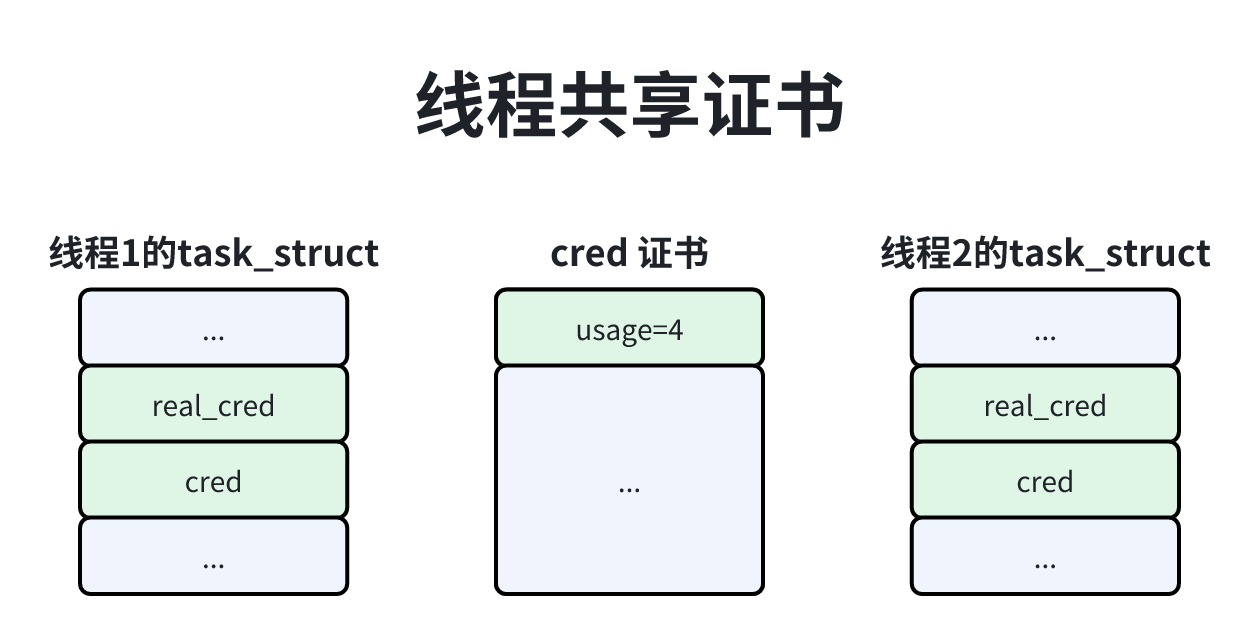 线程共享证书
线程1的task_struct
...
real_cred
cred
...
cred 证书
usage=4
...
线程2的task_struct
...
real_cred
cred
...